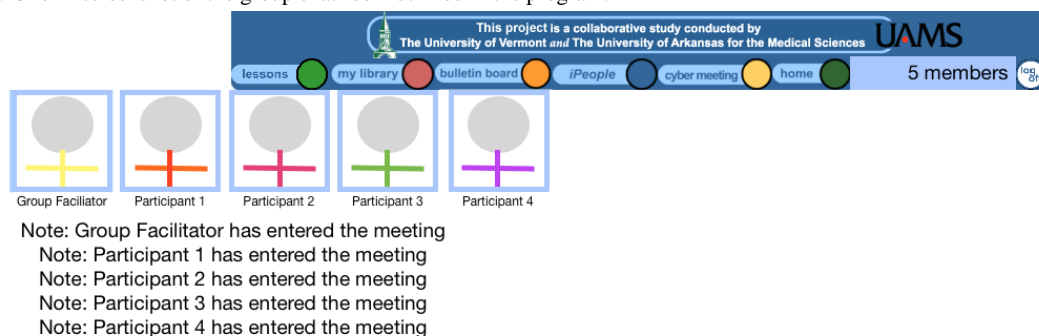 This project is a collaborative study conducted by
The University of Vermont and The University of Arkansas for the Medical Sciences
UAMS
lessons my library bulletin board iPeople cyber meeting home 5 members log off
Group Faciliator Participant 1 Participant 2 Participant 3 Participant 4
Note: Group Facilitator has entered the meeting
Note: Participant 1 has entered the meeting
Note: Participant 2 has entered the meeting
Note: Participant 3 has entered the meeting
Note: Participant 4 has entered the meeting